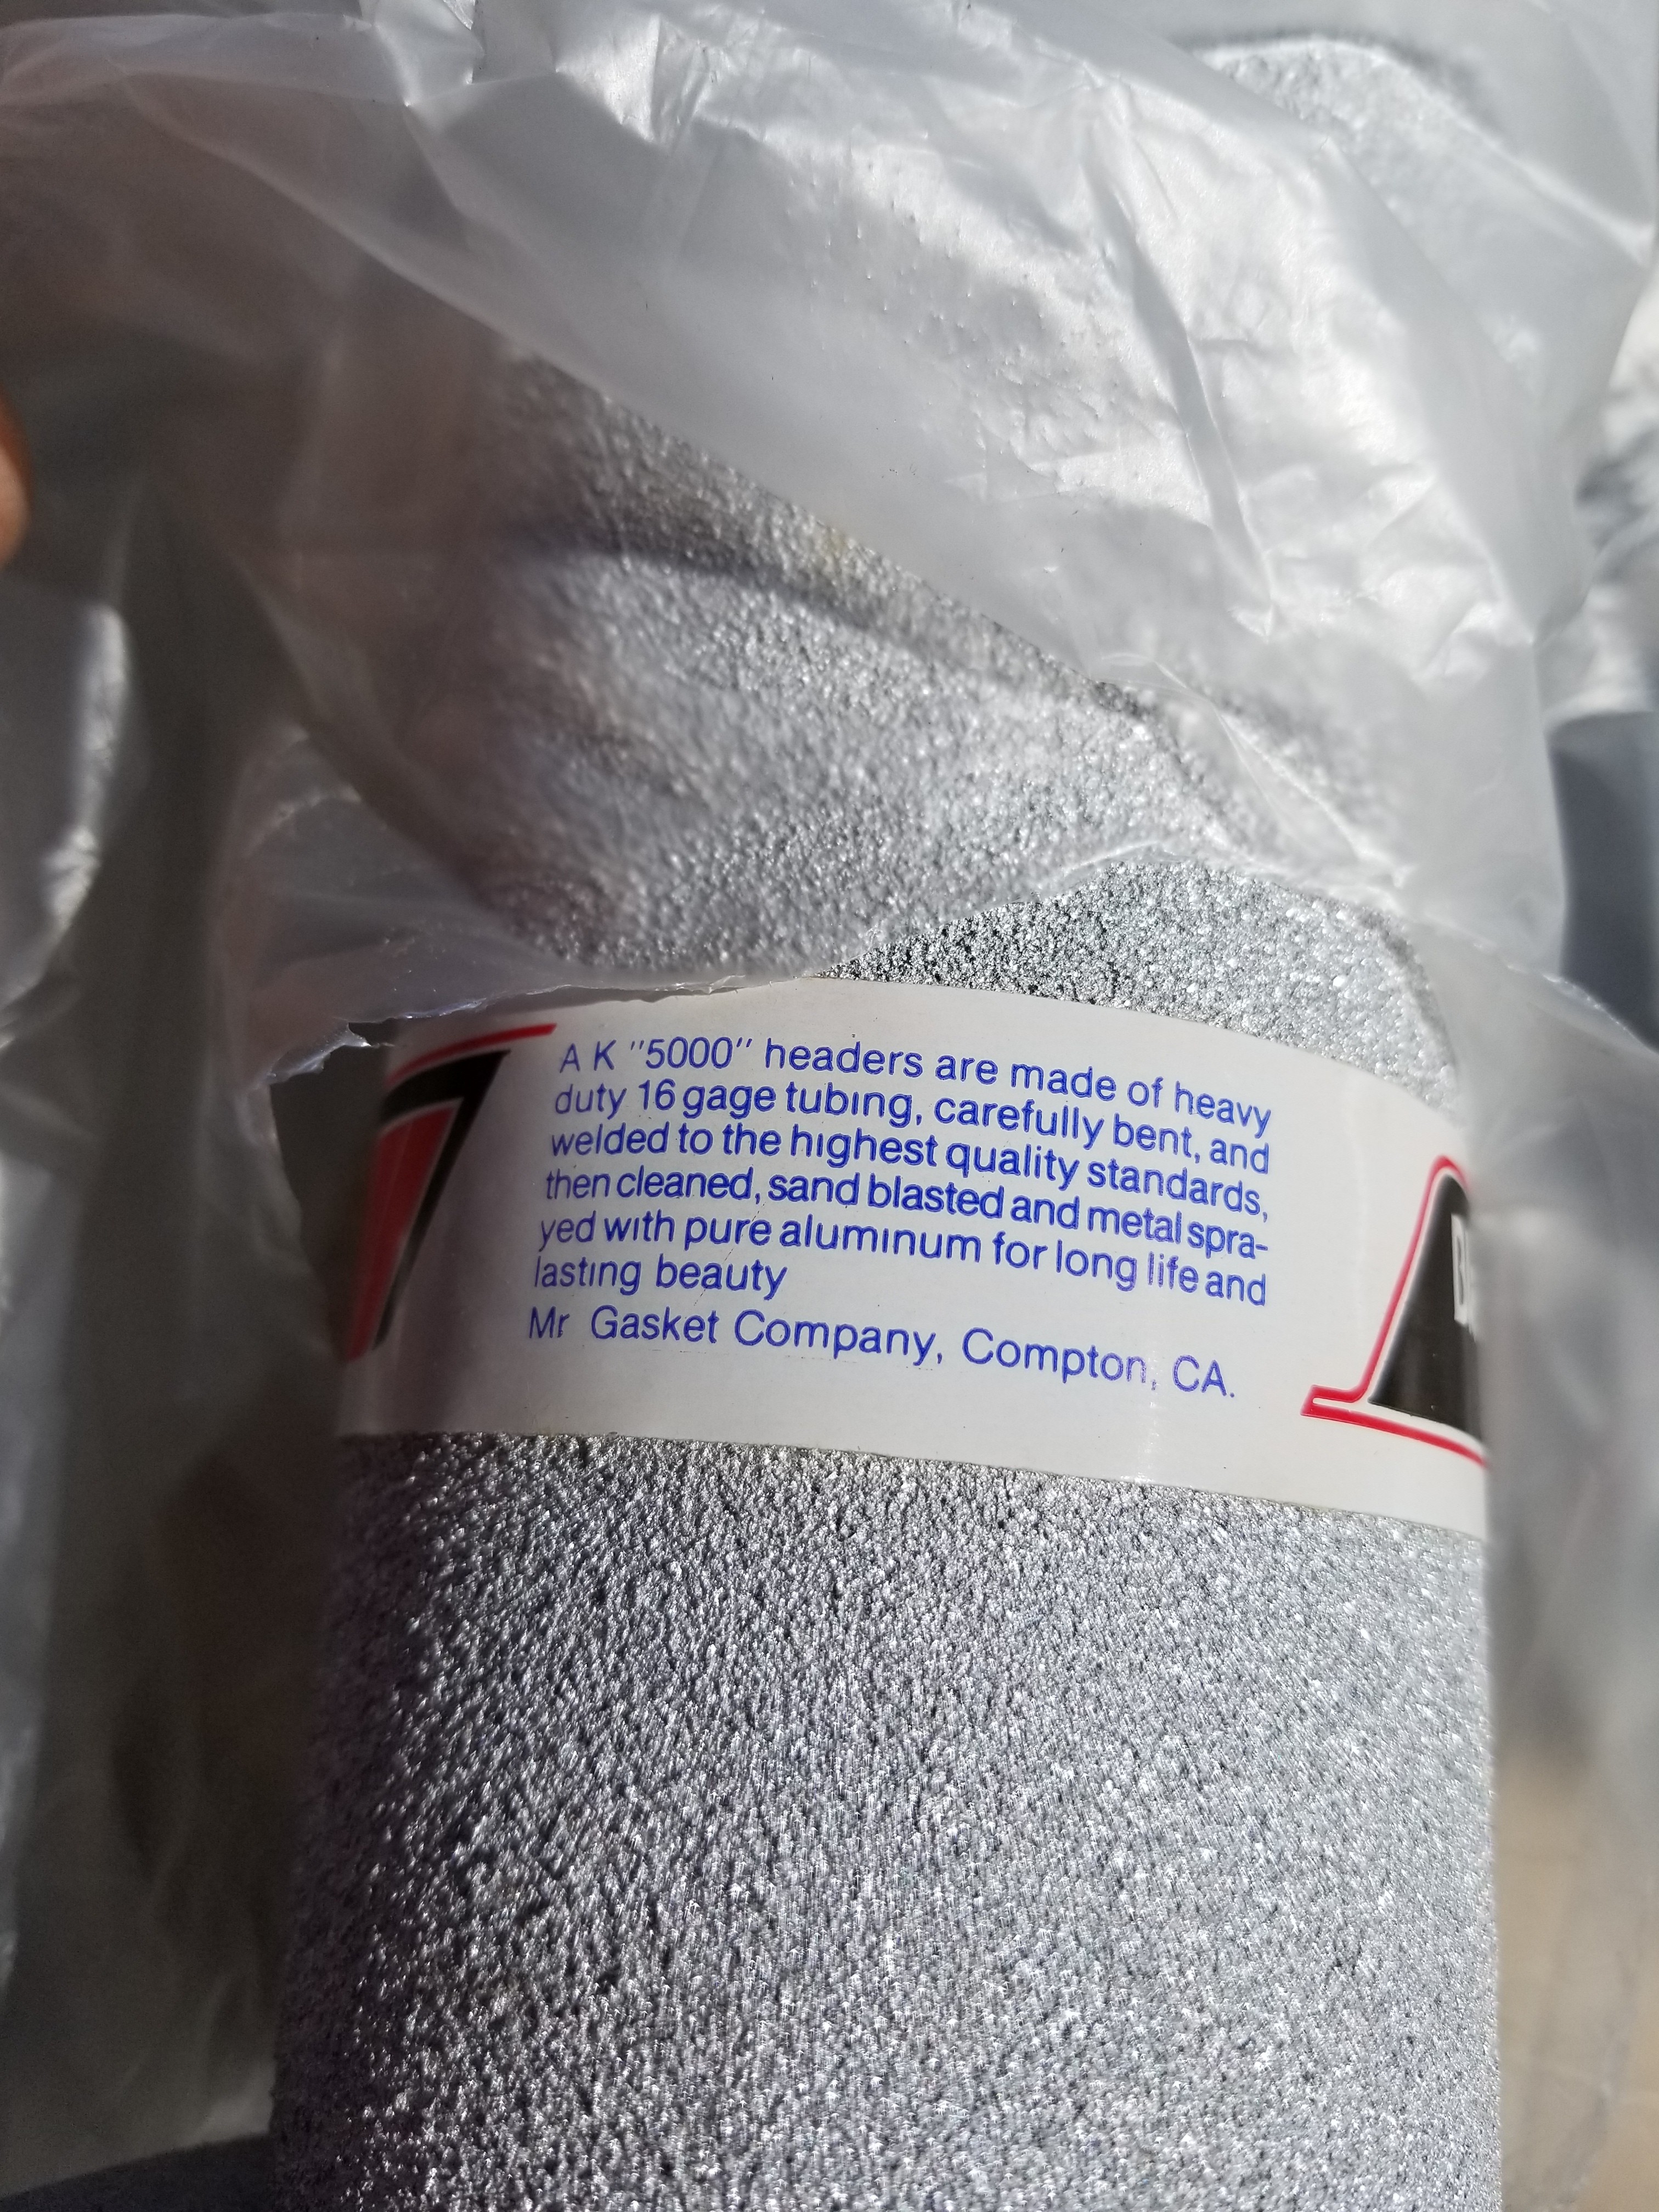 A K "5000" headers are made of heavy
duty 16 gage tubing, carefully bent, and
welded to the highest quality standards,
then cleaned, sand blasted and metal spra-
yed with pure aluminum for long life and
lasting beauty
Mr Gasket Company, Compton, CA.